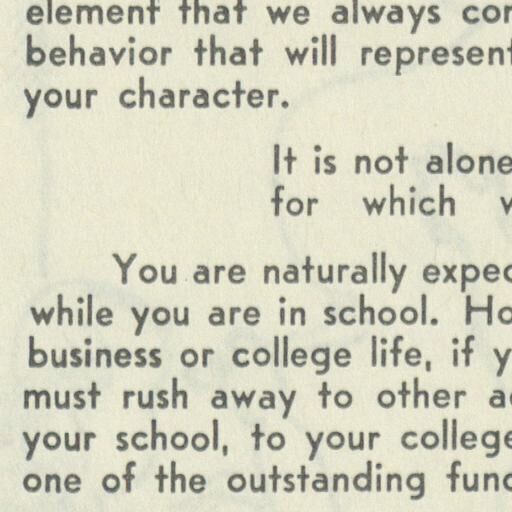 element that we always con
behavior that will represent
your character.
It is not alone
for which w
You are naturally expec
while you are in school. Ho
business or college life, if y
must rush away to other ac
your school, to your college
one of the outstanding func